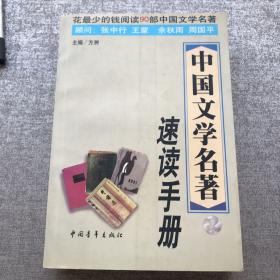 花最少的钱阅读90部中国文学名著
顾问：张中行 王蒙 余秋雨 周国平
主编/方洲
中国文学名著
速读手册
中国青年出版社